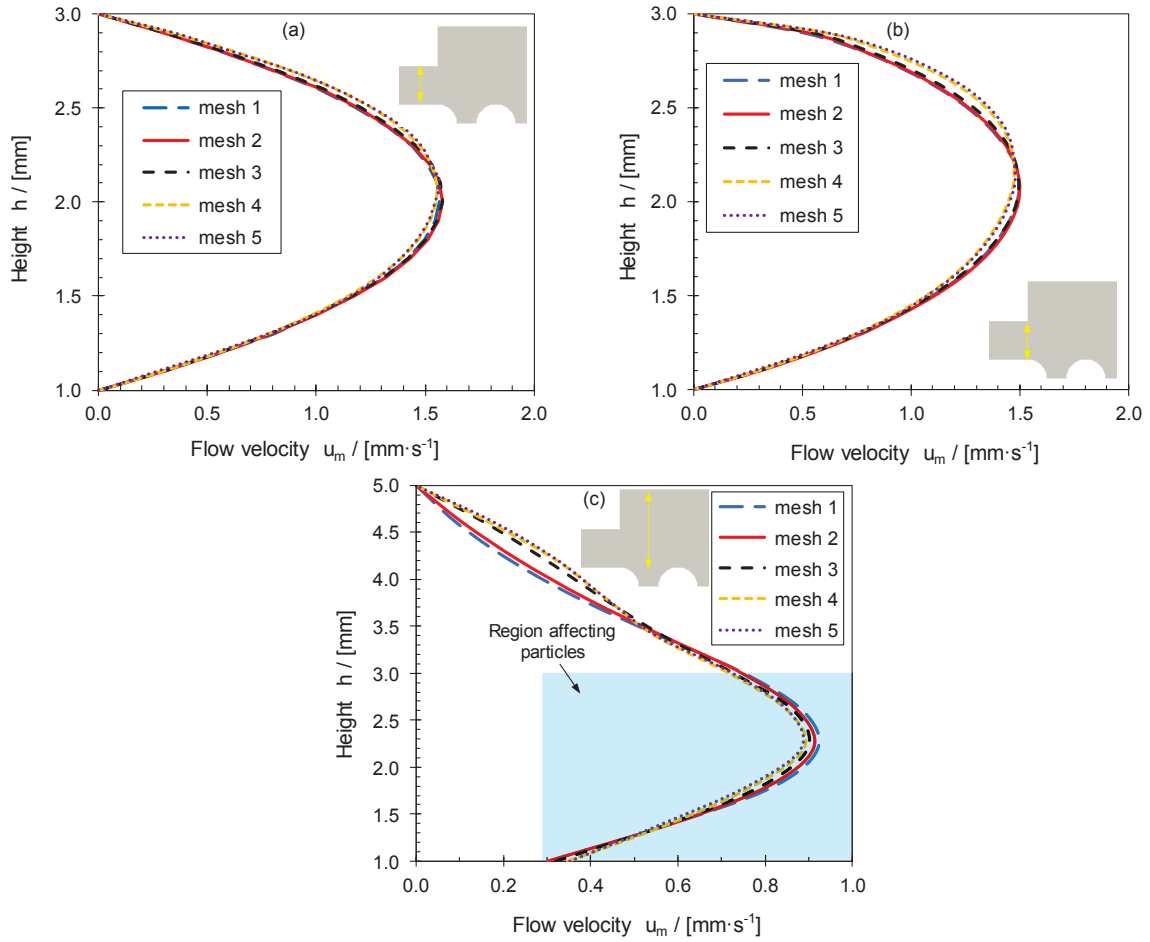 (a)
3.0
2.5
2.0
1.5
1.0
Height h / [mm]
mesh 1
mesh 2
mesh 3
mesh 4
mesh 5
0.0 0.5 1.0 1.5 2.0
Flow velocity uₘ / [mm·s⁻¹]
(b)
3.0
2.5
2.0
1.5
1.0
Height h / [mm]
mesh 1
mesh 2
mesh 3
mesh 4
mesh 5
0.0 0.5 1.0 1.5 2.0
Flow velocity uₘ / [mm·s⁻¹]
(c)
5.0
4.5
4.0
3.5
3.0
2.5
2.0
1.5
1.0
Height h / [mm]
mesh 1
mesh 2
mesh 3
mesh 4
mesh 5
Region affecting
particles
0.0 0.2 0.4 0.6 0.8 1.0
Flow velocity uₘ / [mm·s⁻¹]